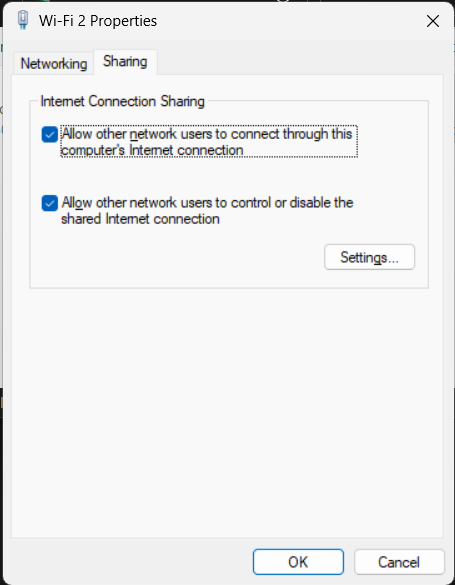 Wi-Fi 2 Properties
Networking
Sharing
Internet Connection Sharing
Allow other network users to connect through this
computer's Internet connection
Allow other network users to control or disable the
shared Internet connection
Settings...
OK
Cancel